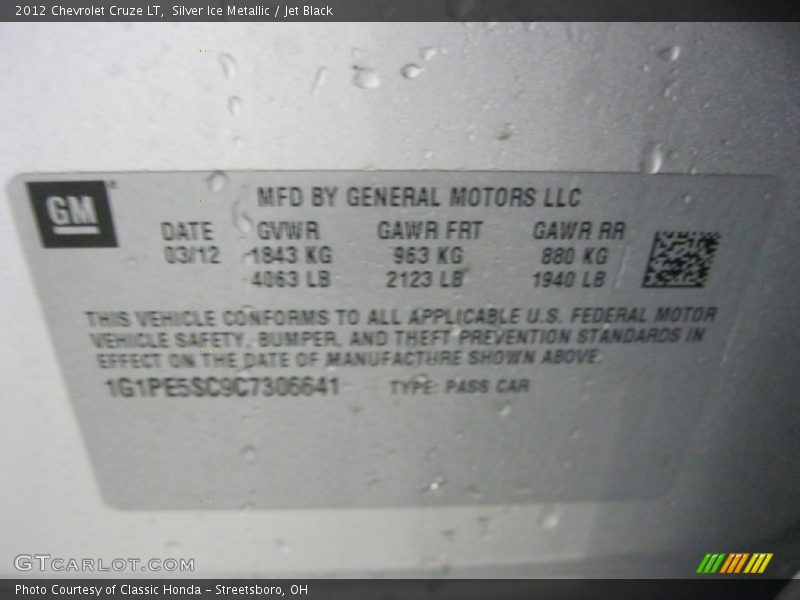 2012 Chevrolet Cruze LT, Silver Ice Metallic / Jet Black
GM
MFD BY GENERAL MOTORS LLC
DATE GVWR GAWR FRT GAWR RR
03/12 1843 KG 963 KG 880 KG
4063 LB 2123 LB 1940 LB
THIS VEHICLE CONFORMS TO ALL APPLICABLE U.S. FEDERAL MOTOR
VEHICLE SAFETY, BUMPER, AND THEFT PREVENTION STANDARDS IN
EFFECT ON THE DATE OF MANUFACTURE SHOWN ABOVE.
1G1PE5SC9C7306641 TYPE: PASS CAR
GTCARLOT.COM
Photo Courtesy of Classic Honda - Streetsboro, OH